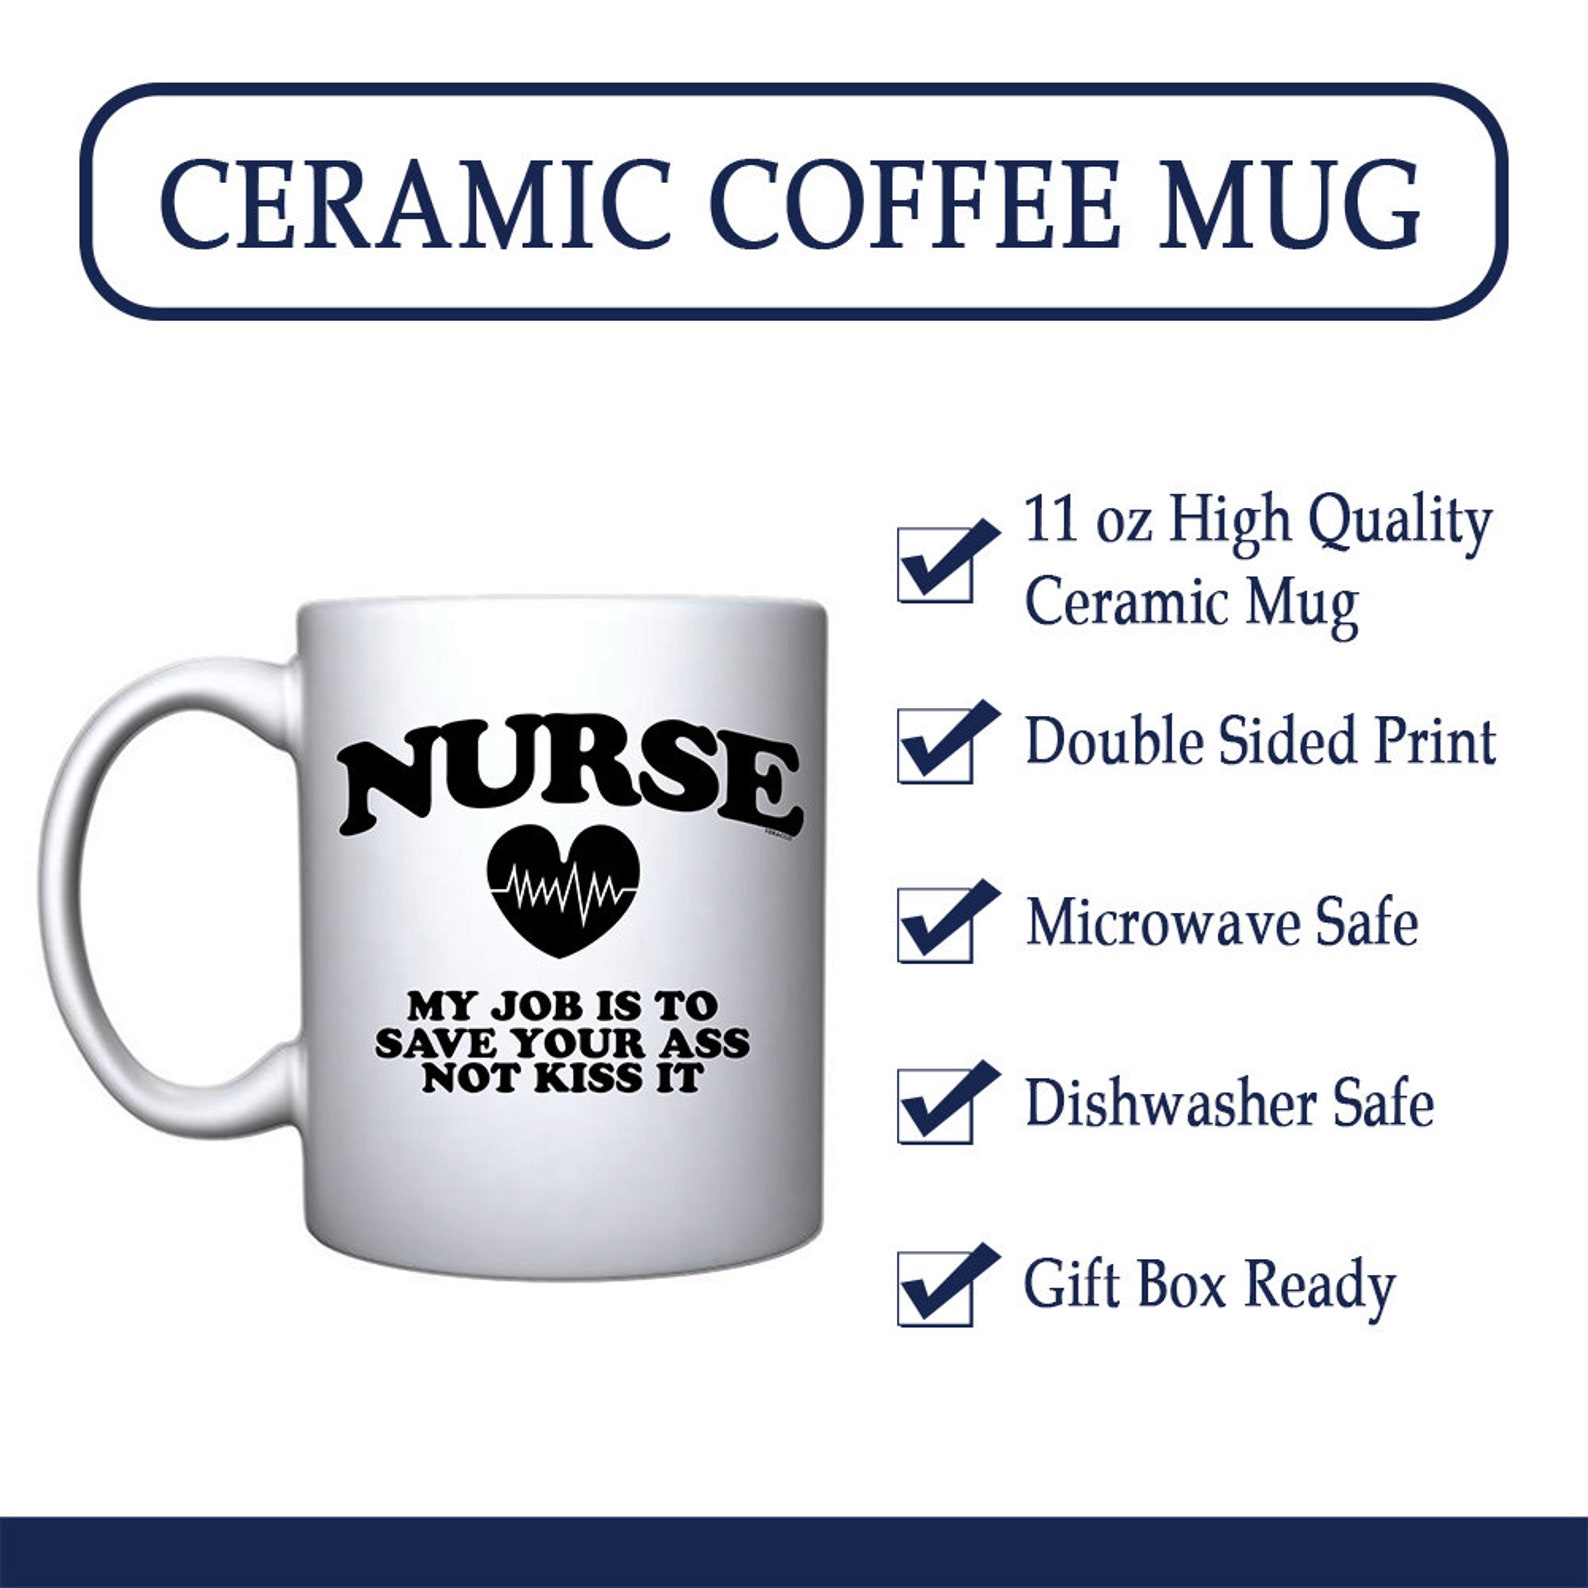 CERAMIC COFFEE MUG
11 oz High Quality
Ceramic Mug
Double Sided Print
Microwave Safe
Dishwasher Safe
Gift Box Ready
NURSE
MY JOB IS TO
SAVE YOUR ASS
NOT KISS IT